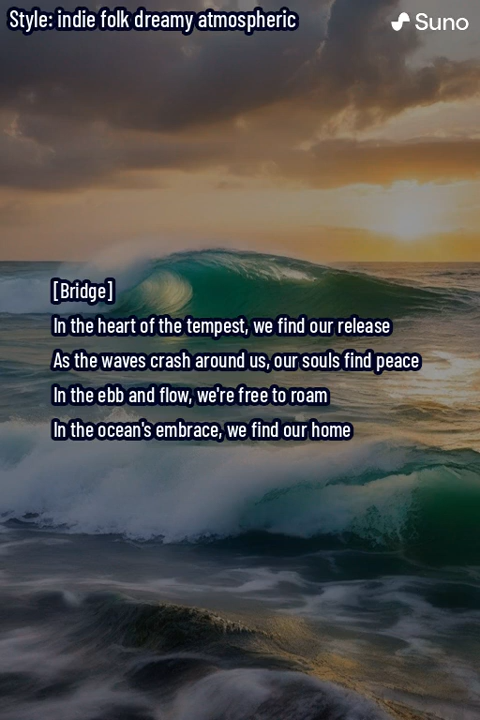 Style: indie folk dreamy atmospheric
Suno
[Bridge]
In the heart of the tempest, we find our release
As the waves crash around us, our souls find peace
In the ebb and flow, we're free to roam
In the ocean's embrace, we find our home